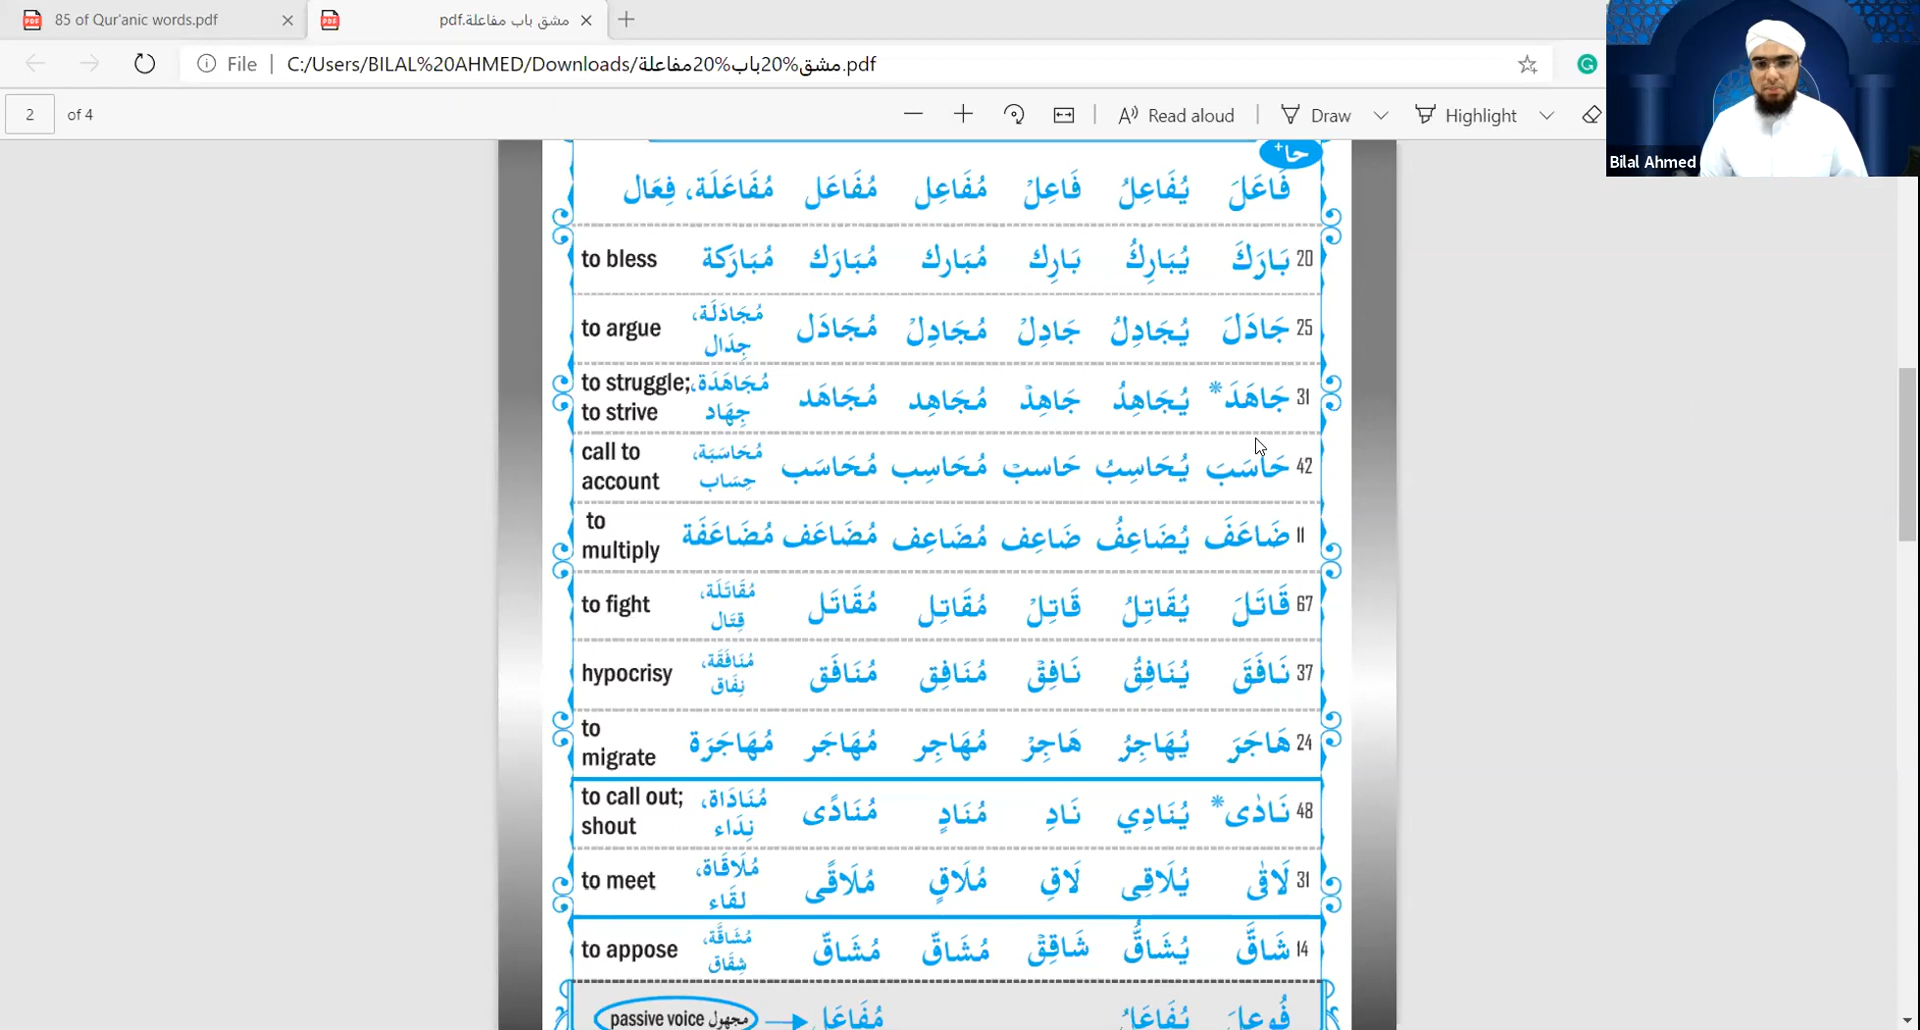 85 of Qur'anic words.pdf
مشق باب مفاعلة.pdf
File C:/Users/BILAL%20AHMED/Downloads/مشق%20باب%20مفاعلة.pdf
2 of 4 Read aloud Draw Highlight
Bilal Ahmed
حا+
فَاعَلَ يُفَاعِلُ فَاعِلْ مُفَاعِل مُفَاعَل مُفَاعَلَة، فِعَال
20 بَارَكَ يُبَارِكُ بَارِك مُبَارِك مُبَارَك مُبَارَكة to bless
25 جَادَلَ يُجَادِلُ جَادِلْ مُجَادِلْ مُجَادَل مُجَادَلَة، جِدَال to argue
31 جَاهَدَ* يُجَاهِدُ جَاهِدْ مُجَاهِد مُجَاهَد مُجَاهَدَة، جِهَاد to struggle; to strive
42 حَاسَبَ يُحَاسِبُ حَاسبْ مُحَاسِب مُحَاسَب مُحَاسَبَة، حِسَاب call to account
11 ضَاعَفَ يُضَاعِفُ ضَاعِف مُضَاعِف مُضَاعَف مُضَاعَفَة to multiply
67 قَاتَلَ يُقَاتِلُ قَاتِلْ مُقَاتِل مُقَاتَل مُقَاتَلَة، قِتَال to fight
37 نَافَقَ يُنَافِقُ نَافِقْ مُنَافِق مُنَافَق مُنَافَقَة، نِفَاق hypocrisy
24 هَاجَرَ يُهَاجِرُ هَاجِرْ مُهَاجِر مُهَاجَر مُهَاجَرَة to migrate
48 نَادٰى* يُنَادِي نَادِ مُنَادٍ مُنَادًى مُنَادَاة، نِدَاء to call out; shout
31 لَاقٰى يُلَاقِى لَاقِ مُلَاقٍ مُلَاقًى مُلَاقَاة، لقَاء to meet
14 شَاقَّ يُشَاقُّ شَاقِقْ مُشَاقّ مُشَاقّ مُشَاقَّة، شِقَاق to appose
فُوعِلَ يُفَاعَلُ مُفَاعَل passive voice مجهول